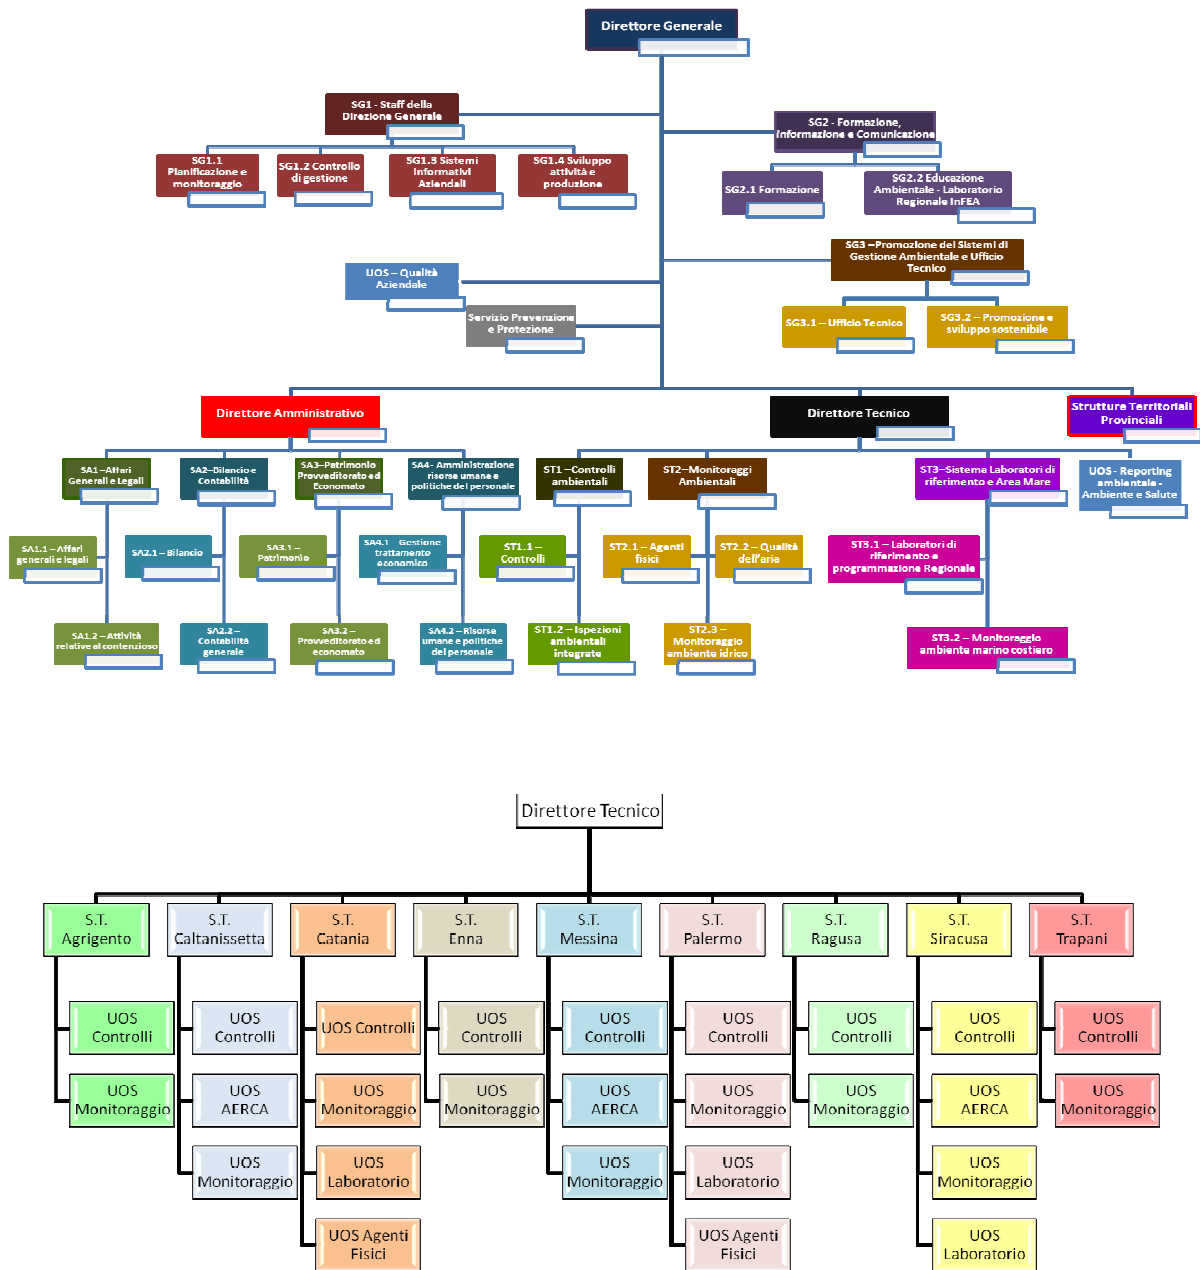 Direttore Generale
SG1 - Staff della
Direzione Generale
SG2 - Formazione,
Informazione e Comunicazione
SG1.1
Pianificazione e
monitoraggio
SG1.2 Controllo
di gestione
SG1.3 Sistemi
Informativi
Aziendali
SG1.4 Sviluppo
attività e
produzione
SG2.1 Formazione
SG2.2 Educazione
Ambientale - Laboratorio
Regionale InFEA
SG3 –Promozione dei Sistemi di
Gestione Ambientale e Ufficio
Tecnico
UOS – Qualità
Aziendale
Servizio Prevenzione
e Protezione
SG3.1 – Ufficio Tecnico
SG3.2 – Promozione e
sviluppo sostenibile
Direttore Amministrativo
Direttore Tecnico
Strutture Territoriali
Provinciali
SA1 –Affari
Generali e Legali
SA2–Bilancio e
Contabilità
SA3–Patrimonio
Provveditorato ed
Economato
SA4 - Amministrazione
risorse umane e
politiche del personale
ST1 –Controlli
ambientali
ST2–Monitoraggi
Ambientali
ST3–Sistema Laboratori di
riferimento e Area Mare
UOS - Reporting
ambientale -
Ambiente e Salute
SA1.1 – Affari
generali e legali
SA2.1 – Bilancio
SA3.1 –
Patrimonio
SA4.1 – Gestione
trattamento
economico
ST1.1 –
Controlli
ST2.1 – Agenti
fisici
ST2.2 – Qualità
dell'aria
ST3.1 – Laboratori di
riferimento e
programmazione Regionale
SA1.2 – Attività
relative al contenzioso
SA2.2 –
Contabilità
generale
SA3.2 –
Provveditorato ed
economato
SA4.2 – Risorse
umane e politiche
del personale
ST1.2 – Ispezioni
ambientali
integrate
ST2.3 –
Monitoraggio
ambiente idrico
ST3.2 – Monitoraggio
ambiente marino costiero
Direttore Tecnico
S.T.
Agrigento
S.T.
Caltanissetta
S.T.
Catania
S.T.
Enna
S.T.
Messina
S.T.
Palermo
S.T.
Ragusa
S.T.
Siracusa
S.T.
Trapani
UOS
Controlli
UOS
Controlli
UOS Controlli
UOS
Controlli
UOS
Controlli
UOS
Controlli
UOS
Controlli
UOS
Controlli
UOS
Controlli
UOS
Monitoraggio
UOS
AERCA
UOS
Monitoraggio
UOS
Monitoraggio
UOS
AERCA
UOS
Monitoraggio
UOS
Monitoraggio
UOS
AERCA
UOS
Monitoraggio
UOS
Monitoraggio
UOS
Laboratorio
UOS
Monitoraggio
UOS
Laboratorio
UOS
Monitoraggio
UOS Agenti
Fisici
UOS Agenti
Fisici
UOS
Laboratorio